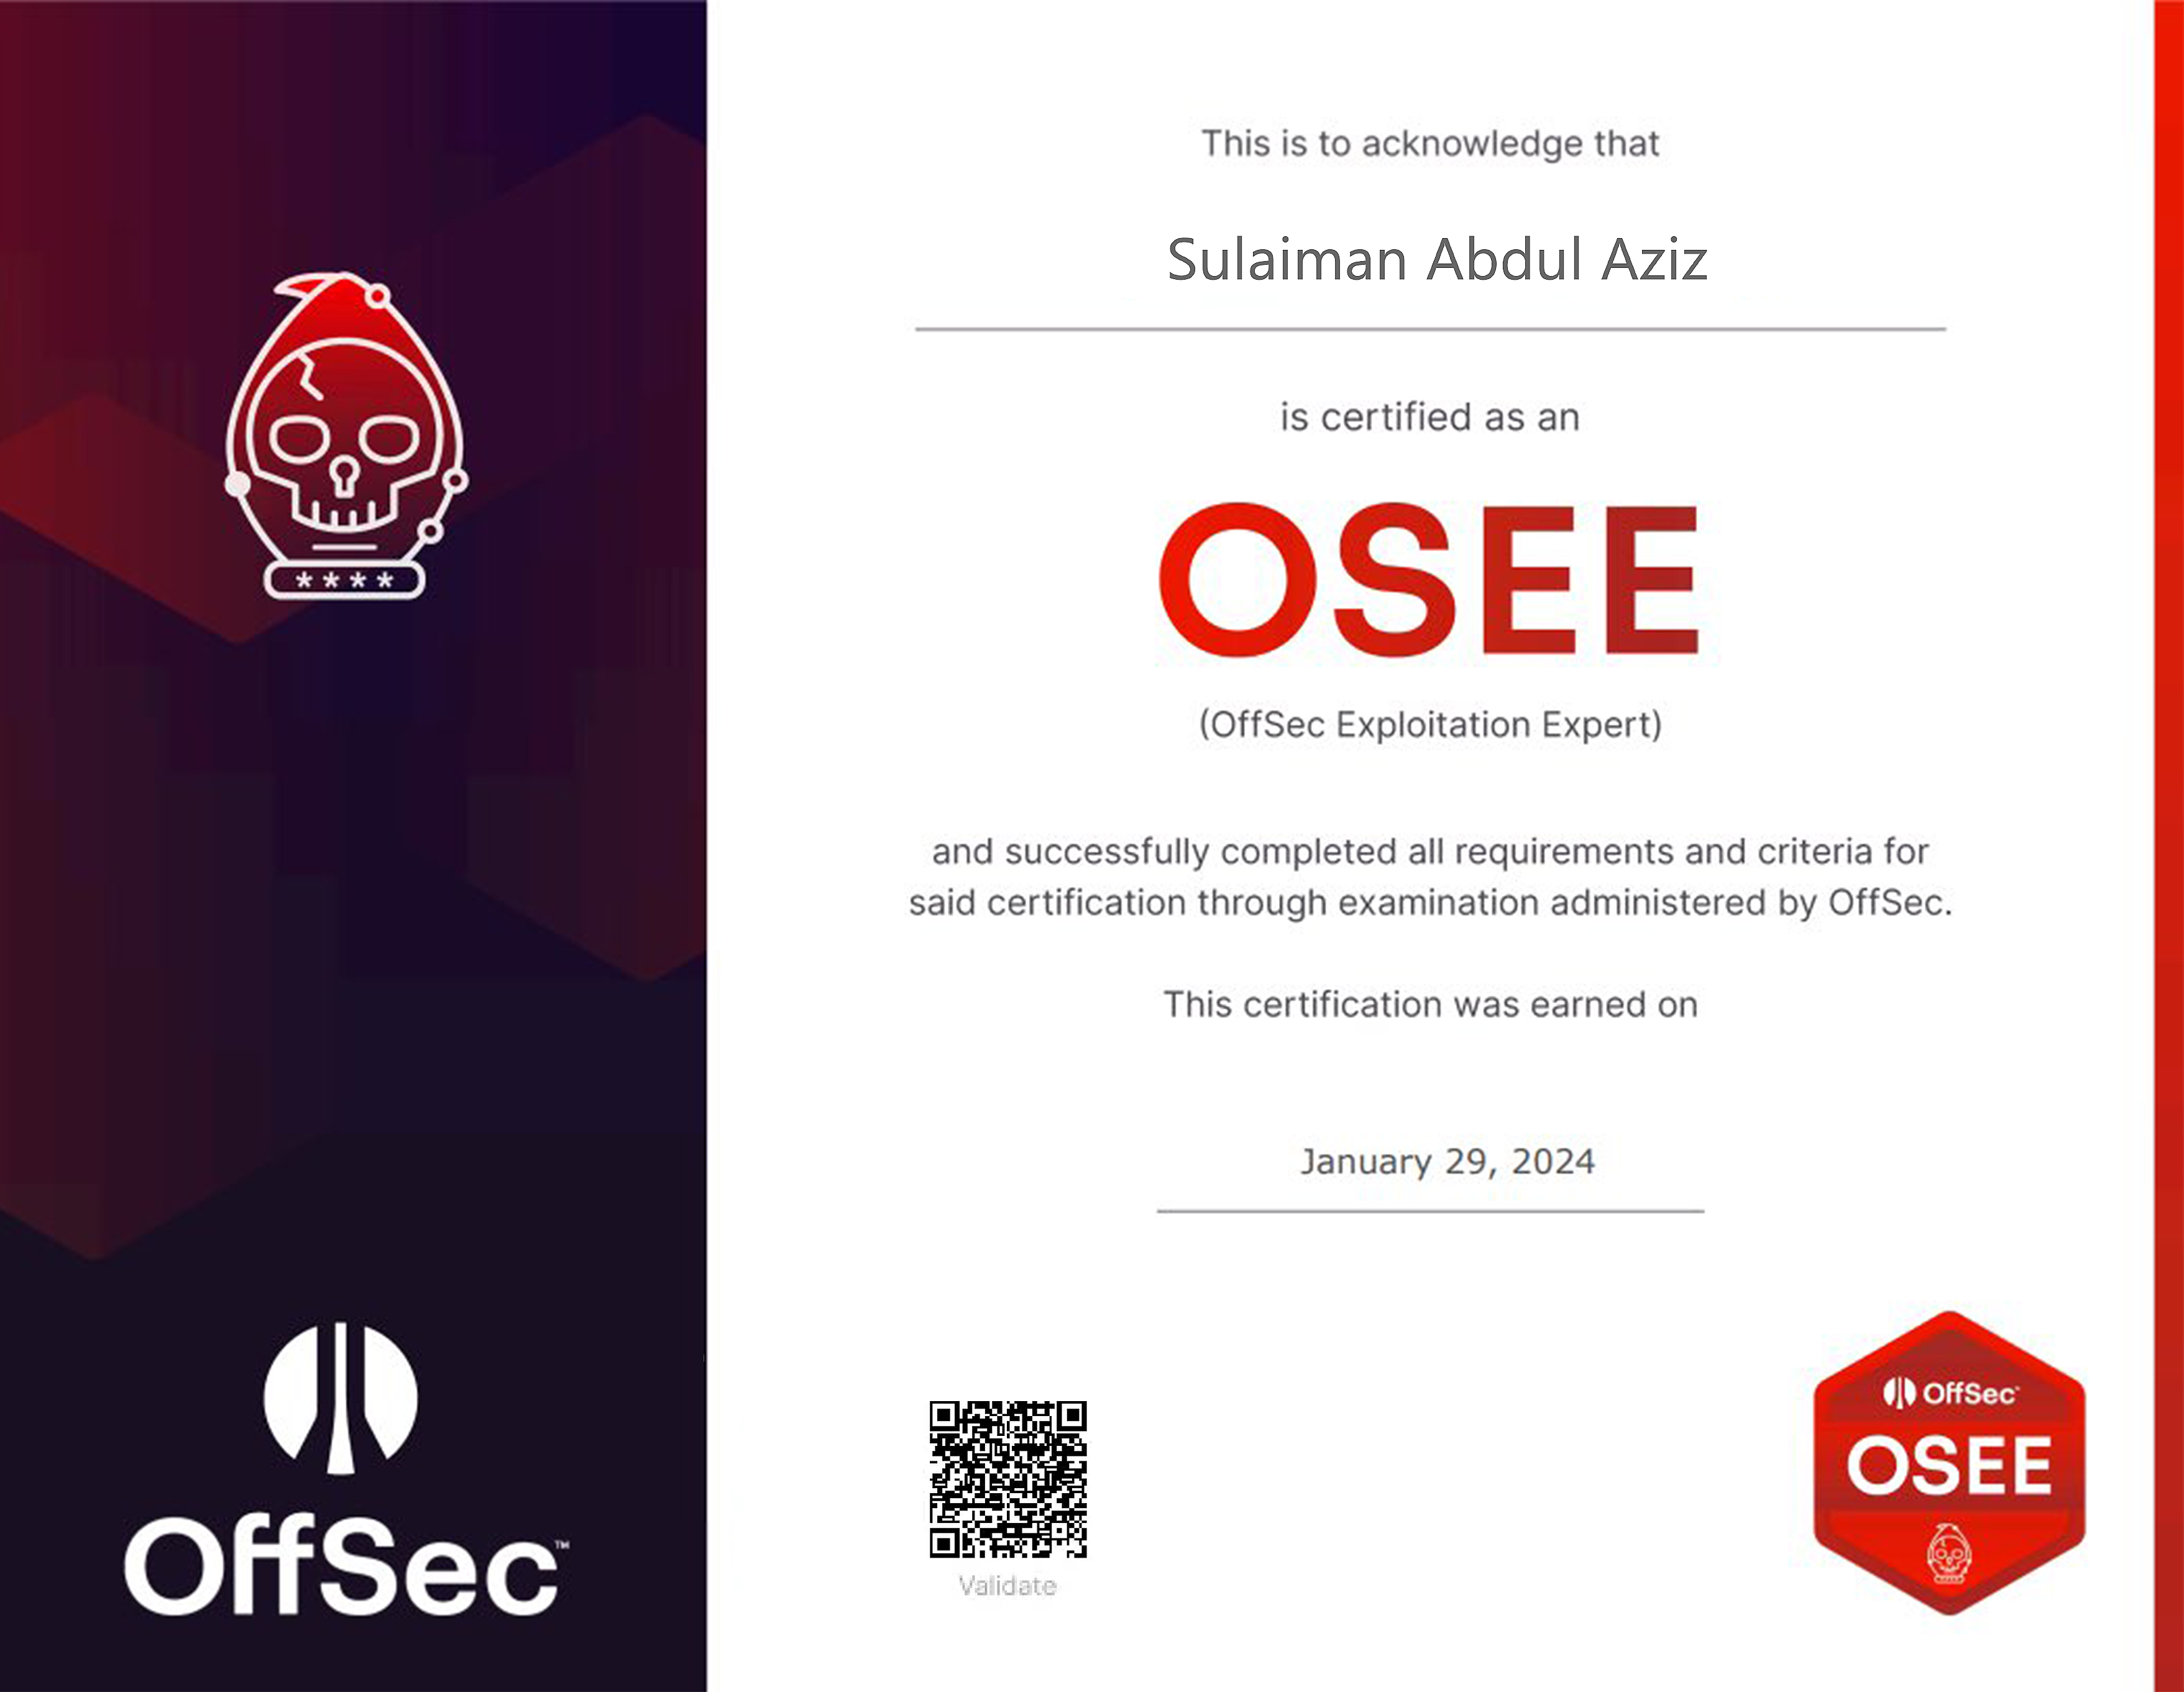 This is to acknowledge that
Sulaiman Abdul Aziz
is certified as an
OSEE
(OffSec Exploitation Expert)
and successfully completed all requirements and criteria for
said certification through examination administered by OffSec.
This certification was earned on
January 29, 2024
Validate
OffSec
OSEE
****
OffSec™